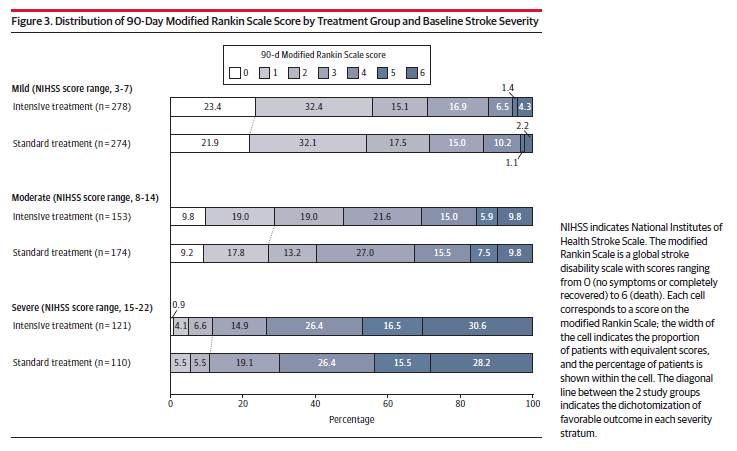 Figure 3. Distribution of 90-Day Modified Rankin Scale Score by Treatment Group and Baseline Stroke Severity
90-d Modified Rankin Scale score
0 1 2 3 4 5 6
Mild (NIHSS score range, 3-7)
1.4
Intensive treatment (n=278) 23.4 32.4 15.1 16.9 6.5 4.3
2.2
Standard treatment (n=274) 21.9 32.1 17.5 15.0 10.2
1.1
Moderate (NIHSS score range, 8-14)
Intensive treatment (n=153) 9.8 19.0 19.0 21.6 15.0 5.9 9.8
Standard treatment (n=174) 9.2 17.8 13.2 27.0 15.5 7.5 9.8
Severe (NIHSS score range, 15-22) 0.9
Intensive treatment (n=121) 4.1 6.6 14.9 26.4 16.5 30.6
Standard treatment (n=110) 5.5 5.5 19.1 26.4 15.5 28.2
0 20 40 60 80 100
Percentage
NIHSS indicates National Institutes of
Health Stroke Scale. The modified
Rankin Scale is a global stroke
disability scale with scores ranging
from 0 (no symptoms or completely
recovered) to 6 (death). Each cell
corresponds to a score on the
modified Rankin Scale; the width of
the cell indicates the proportion
of patients with equivalent scores,
and the percentage of patients is
shown within the cell. The diagonal
line between the 2 study groups
indicates the dichotomization of
favorable outcome in each severity
stratum.